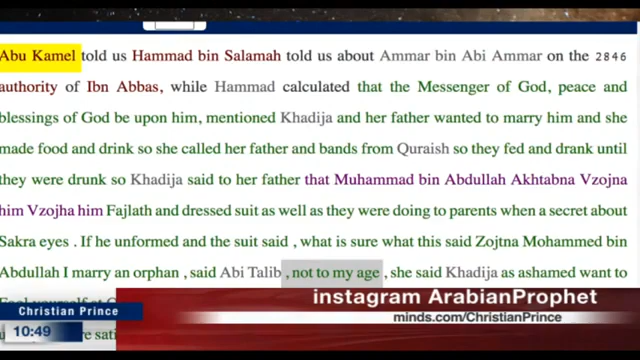 Abu Kamel told us Hammad bin Salamah told us about Ammar bin Abi Ammar on the 2846
authority of Ibn Abbas, while Hammad calculated that the Messenger of God, peace and
blessings of God be upon him, mentioned Khadija and her father wanted to marry him and she
made food and drink so she called her father and bands from Quraish so they fed and drank until
they were drunk so Khadija said to her father that Muhammad bin Abdullah Akhtabna Vzojna
him Vzojha him Fajlath and dressed suit as well as they were doing to parents when a secret about
Sakra eyes . If he unformed and the suit said , what is sure what this said Zojtna Mohammed bin
Abdullah I marry an orphan , said Abi Talib , not to my age , she said Khadija as ashamed want to
instagram ArabianProphet
Christian Prince
minds.com/ChristianPrince
10:49